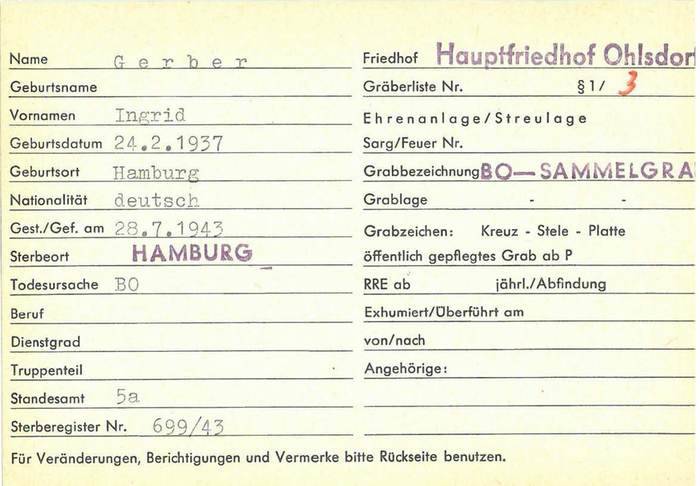 Name G e r b e r
Geburtsname
Vornamen Ingrid
Geburtsdatum 24.2.1937
Geburtsort Hamburg
Nationalität deutsch
Gest./Gef. am 28.7.1943
Sterbeort HAMBURG
Todesursache BO
Beruf
Dienstgrad
Truppenteil
Standesamt 5a
Sterberegister Nr. 699/43
Friedhof Hauptfriedhof Ohlsdorf
Gräberliste Nr. §1/ 3
Ehrenanlage/Streulage
Sarg/Feuer Nr.
Grabbezeichnung BO—SAMMELGRA
Grablage - -
Grabzeichen: Kreuz - Stele - Platte
öffentlich gepflegtes Grab ab P
RRE ab jährl./Abfindung
Exhumiert/Überführt am
von/nach
Angehörige:
Für Veränderungen, Berichtigungen und Vermerke bitte Rückseite benutzen.